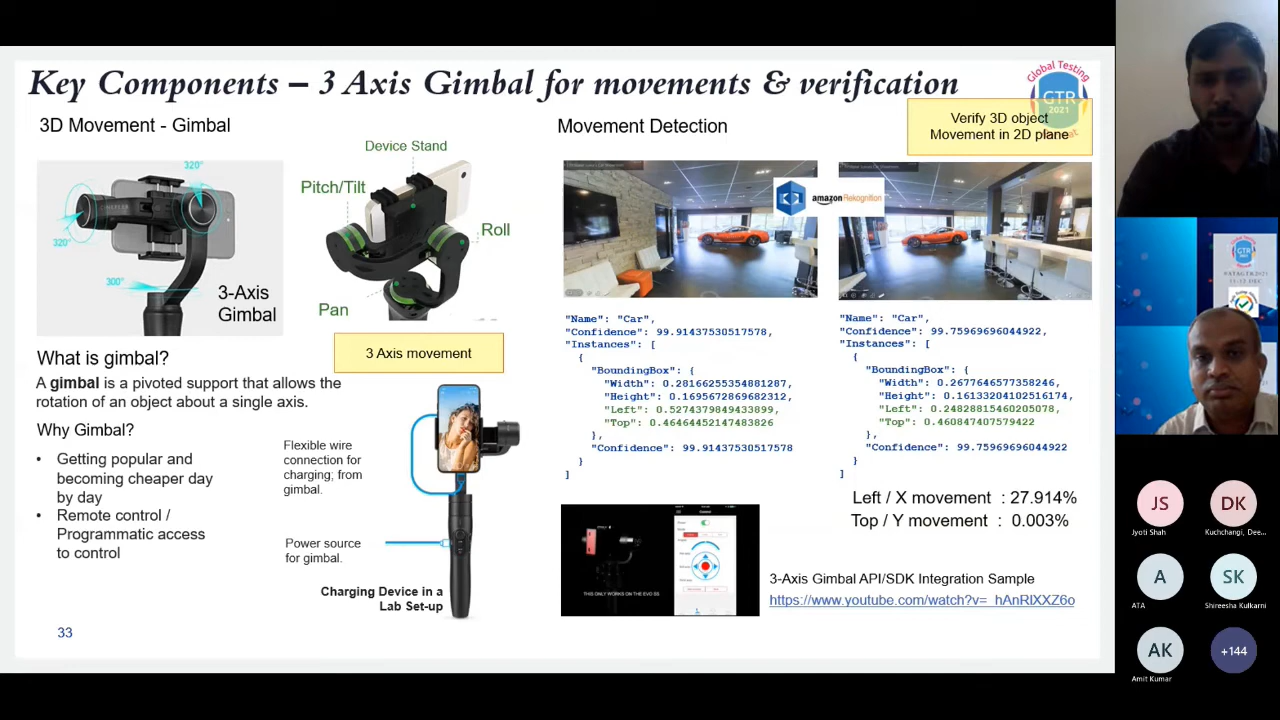 Key Components – 3 Axis Gimbal for movements & verification
Global Testing
GTR
2021
3D Movement - Gimbal
320°
320°
300°
3-Axis
Gimbal
Device Stand
Pitch/Tilt
Roll
Pan
3 Axis movement
What is gimbal?
A gimbal is a pivoted support that allows the
rotation of an object about a single axis.
Why Gimbal?
• Getting popular and
becoming cheaper day
by day
• Remote control /
Programmatic access
to control
Flexible wire
connection for
charging; from
gimbal.
Power source
for gimbal.
Charging Device in a
Lab Set-up
33
Movement Detection
Verify 3D object
Movement in 2D plane
amazon Rekognition
"Name": "Car",
"Confidence": 99.91437530517578,
"Instances": [
{
"BoundingBox": {
"Width": 0.28166255354881287,
"Height": 0.1695672869682312,
"Left": 0.5274379849433899,
"Top": 0.46464452147483826
},
"Confidence": 99.91437530517578
}
]
"Name": "Car",
"Confidence": 99.75969696044922,
"Instances": [
{
"BoundingBox": {
"Width": 0.2677646577358246,
"Height": 0.16133204102516174,
"Left": 0.24828815460205078,
"Top": 0.460847407579422
},
"Confidence": 99.75969696044922
}
]
Left / X movement : 27.914%
Top / Y movement : 0.003%
THIS ONLY WORKS ON THE EVO SS
3-Axis Gimbal API/SDK Integration Sample
https://www.youtube.com/watch?v=_hAnRlXXZ6o
GTR
JS
Jyoti Shah
DK
Kuchchangi, Dee...
A
ATA
SK
Shireesha Kulkarni
AK
Amit Kumar
+144